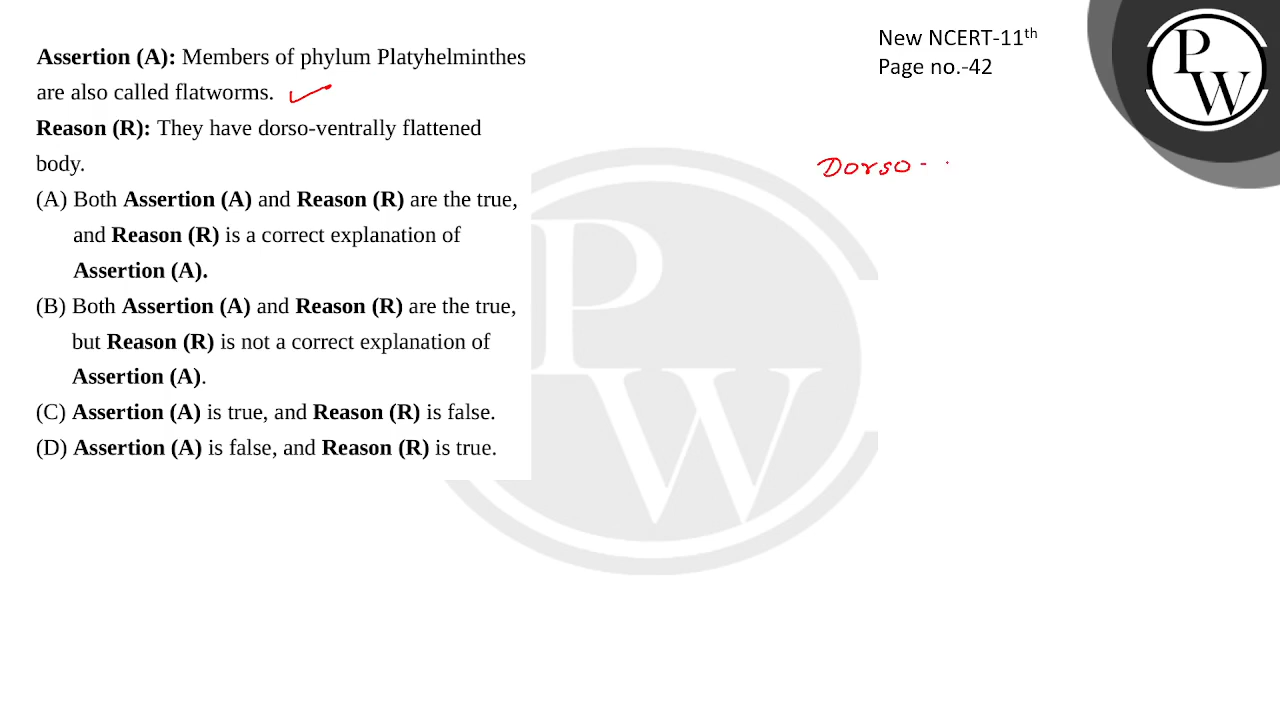 Assertion (A): Members of phylum Platyhelminthes
are also called flatworms.
Reason (R): They have dorso-ventrally flattened
body.
(A) Both Assertion (A) and Reason (R) are the true,
and Reason (R) is a correct explanation of
Assertion (A).
(B) Both Assertion (A) and Reason (R) are the true,
but Reason (R) is not a correct explanation of
Assertion (A).
(C) Assertion (A) is true, and Reason (R) is false.
(D) Assertion (A) is false, and Reason (R) is true.
New NCERT-11th
Page no.-42
Dorso -
PW
PW